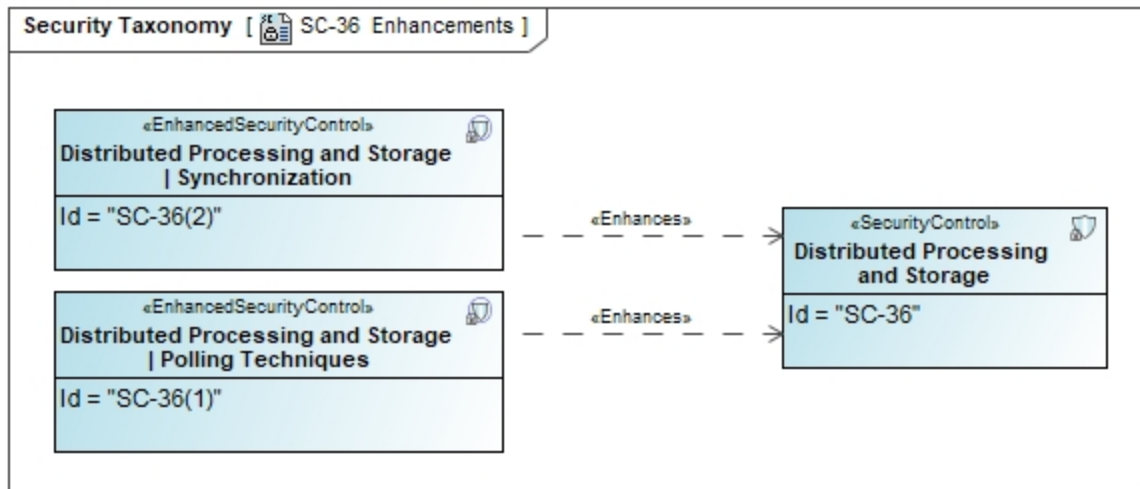 Security Taxonomy [ SC-36 Enhancements ]
«EnhancedSecurityControl»
Distributed Processing and Storage
| Synchronization
Id = "SC-36(2)"
«Enhances»
«SecurityControl»
Distributed Processing
and Storage
Id = "SC-36"
«EnhancedSecurityControl»
Distributed Processing and Storage
| Polling Techniques
Id = "SC-36(1)"
«Enhances»